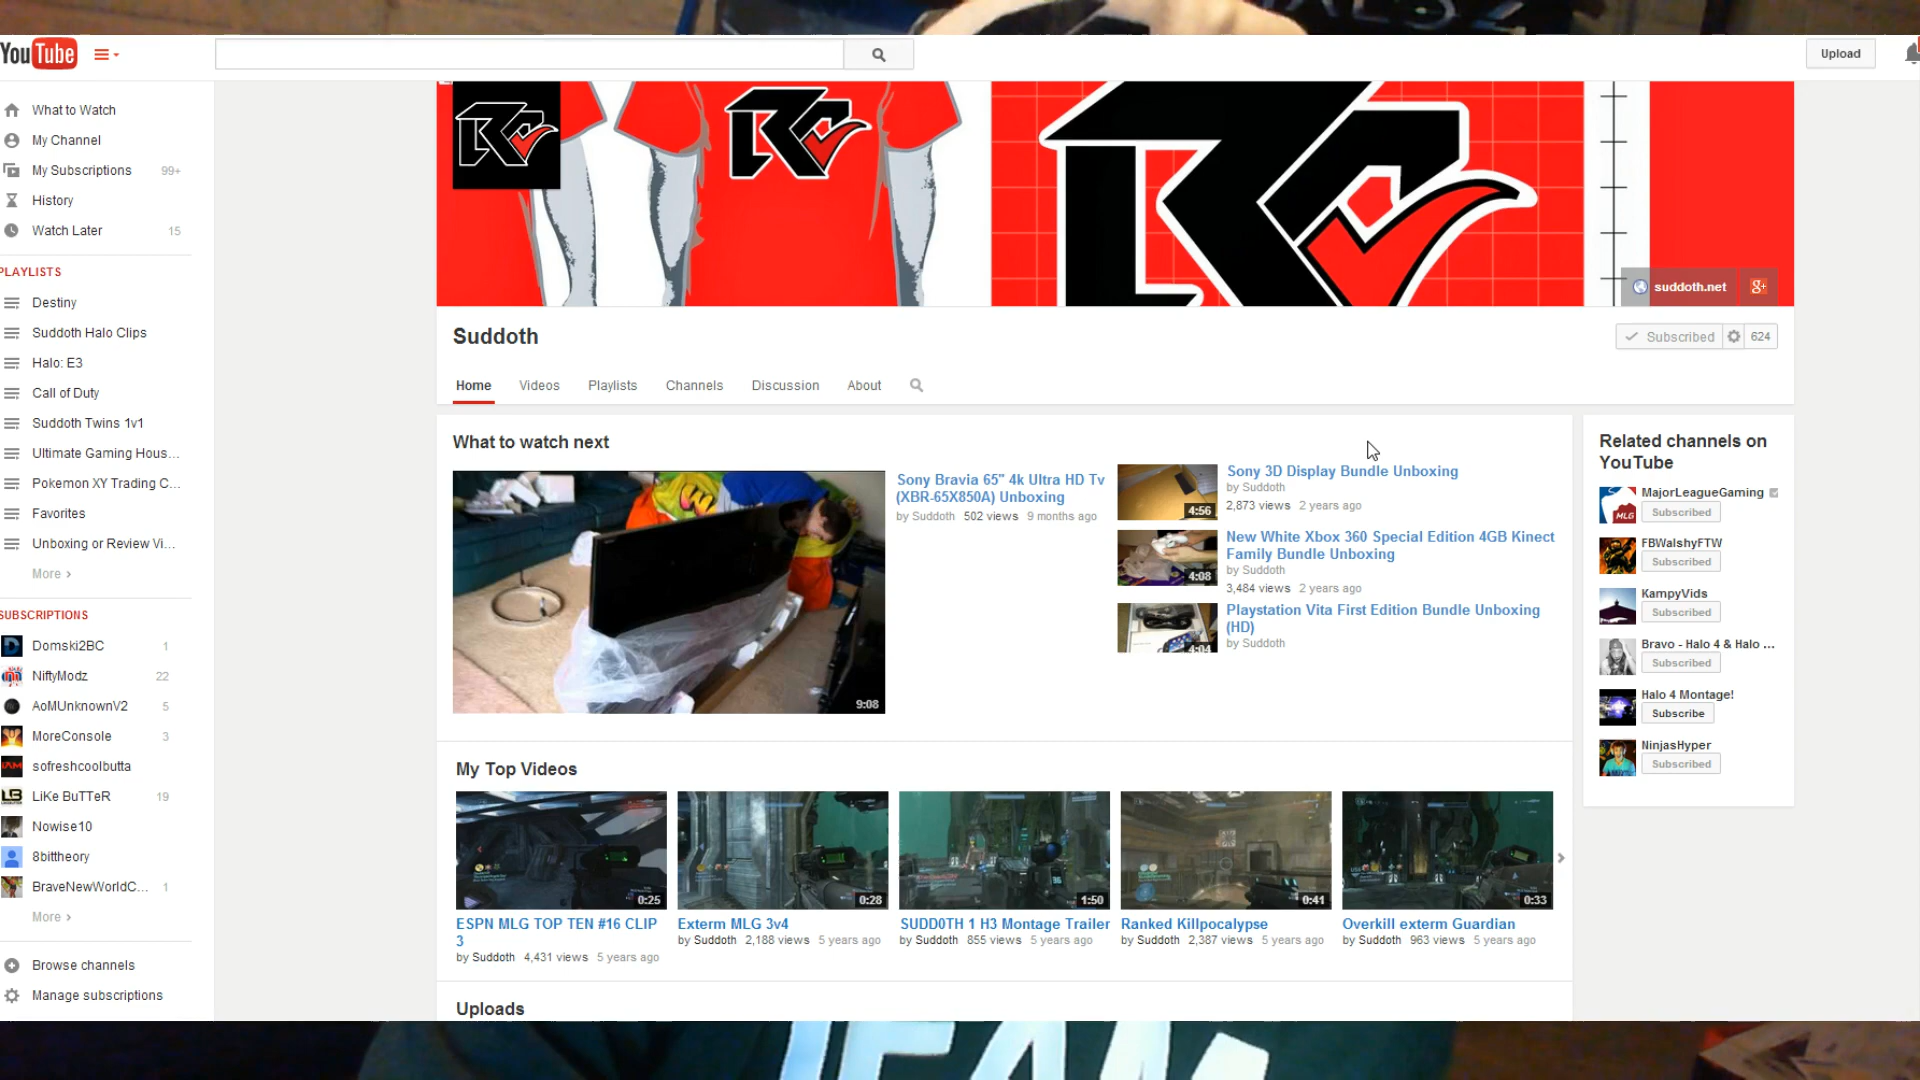 YouTube
Upload
What to Watch
My Channel
My Subscriptions 99+
History
Watch Later 15
PLAYLISTS
Destiny
Suddoth Halo Clips
Halo: E3
Call of Duty
Suddoth Twins 1v1
Ultimate Gaming Hous...
Pokemon XY Trading C...
Favorites
Unboxing or Review Vi...
More
SUBSCRIPTIONS
Domski2BC 1
NiftyModz 22
AoMUnknownV2 5
MoreConsole 3
sofreshcoolbutta
LiKe BuTTeR 19
Nowise10
8bittheory
BraveNewWorldC... 1
More
Browse channels
Manage subscriptions
suddoth.net
g+
Suddoth
Subscribed 624
Home Videos Playlists Channels Discussion About
What to watch next
9:08
Sony Bravia 65" 4k Ultra HD Tv
(XBR-65X850A) Unboxing
by Suddoth 502 views 9 months ago
4:56
Sony 3D Display Bundle Unboxing
by Suddoth
2,873 views 2 years ago
4:08
New White Xbox 360 Special Edition 4GB Kinect
Family Bundle Unboxing
by Suddoth
3,484 views 2 years ago
4:04
Playstation Vita First Edition Bundle Unboxing
(HD)
by Suddoth
My Top Videos
0:25
ESPN MLG TOP TEN #16 CLIP
3
by Suddoth 4,431 views 5 years ago
0:28
Exterm MLG 3v4
by Suddoth 2,188 views 5 years ago
1:50
SUDD0TH 1 H3 Montage Trailer
by Suddoth 855 views 5 years ago
0:41
Ranked Killpocalypse
by Suddoth 2,387 views 5 years ago
0:33
Overkill exterm Guardian
by Suddoth 963 views 5 years ago
Uploads
Related channels on
YouTube
MLG
MajorLeagueGaming
Subscribed
FBWalshyFTW
Subscribed
KampyVids
Subscribed
Bravo - Halo 4 & Halo ...
Subscribed
Halo 4 Montage!
Subscribe
NinjasHyper
Subscribed